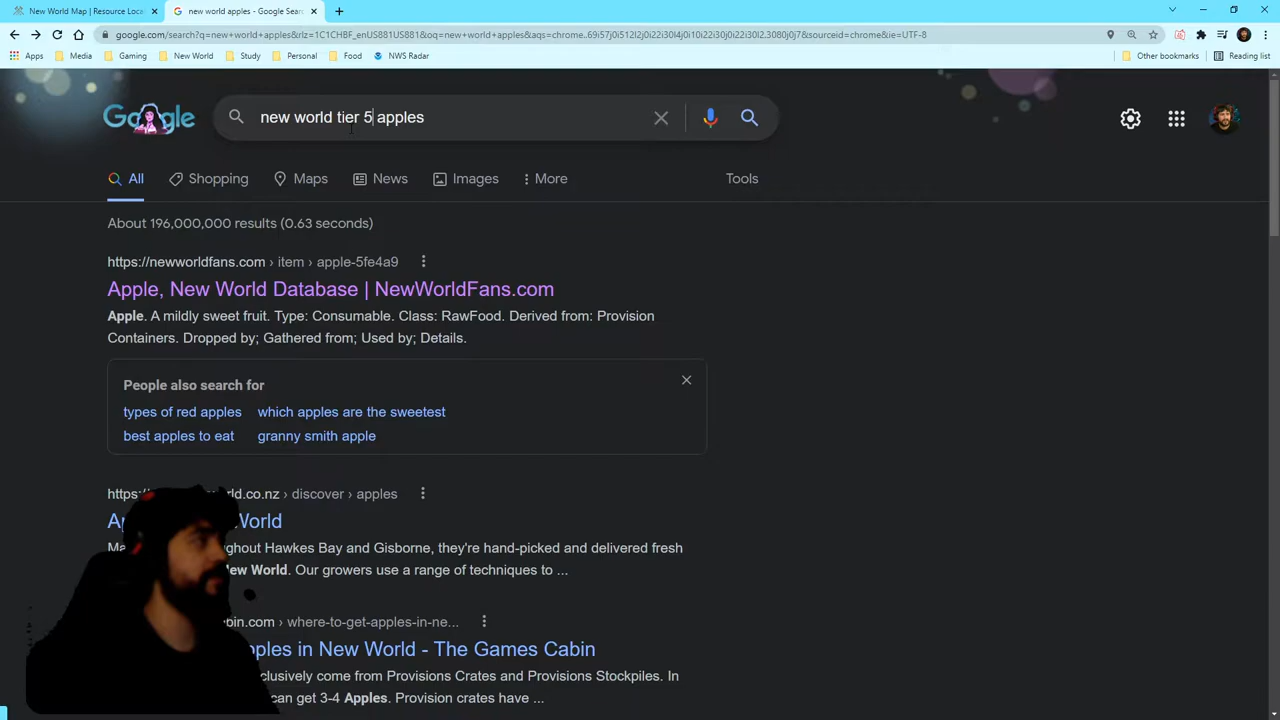 New World Map | Resource Loca
new world apples - Google Sear
google.com/search?q=new+world+apples&rlz=1C1CHBF_enUS881US881&oq=new+world+apples&aqs=chrome..69i57j0i512l2j0i22i30l4j0i10i22i30j0i22i30l2.3080j0j7&sourceid=chrome&ie=UTF-8
Apps Media Gaming New World Study Personal Food NWS Radar Other bookmarks Reading list
Google new world tier 5 apples
All Shopping Maps News Images More Tools
About 196,000,000 results (0.63 seconds)
https://newworldfans.com › item › apple-5fe4a9
Apple, New World Database | NewWorldFans.com
Apple. A mildly sweet fruit. Type: Consumable. Class: RawFood. Derived from: Provision
Containers. Dropped by; Gathered from; Used by; Details.
People also search for
types of red apples which apples are the sweetest
best apples to eat granny smith apple
rld.co.nz › discover › apples
World
ghout Hawkes Bay and Gisborne, they're hand-picked and delivered fresh
New World. Our growers use a range of techniques to ...
pin.com › where-to-get-apples-in-ne...
pples in New World - The Games Cabin
clusively come from Provisions Crates and Provisions Stockpiles. In
can get 3-4 Apples. Provision crates have ...